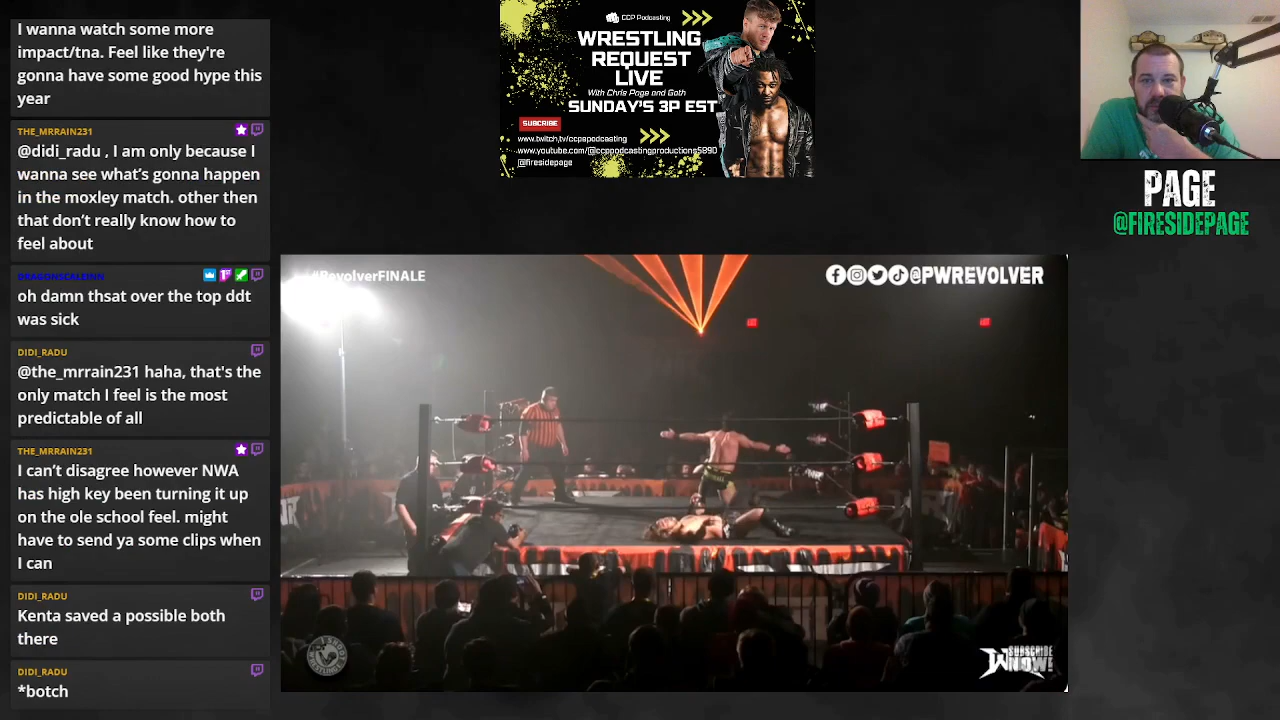 I wanna watch some more
impact/tna. Feel like they're
gonna have some good hype this
year
THE_MRRAIN231
@didi_radu , I am only because I
wanna see what’s gonna happen
in the moxley match. other then
that don’t really know how to
feel about
DRAGONSCALEINN
oh damn thsat over the top ddt
was sick
DIDI_RADU
@the_mrrain231 haha, that's the
only match I feel is the most
predictable of all
THE_MRRAIN231
I can’t disagree however NWA
has high key been turning it up
on the ole school feel. might
have to send ya some clips when
I can
DIDI_RADU
Kenta saved a possible both
there
DIDI_RADU
*botch
CCP Podcasting
WRESTLING
REQUEST
LIVE
With Chris Page and Goth
SUNDAY'S 3P EST
SUBCRIBE
www.twitch.tv/ccpspodcasting
www.youtube.com/@ccppodcastingproductions5890
@firesidepage
PAGE
@FIRESIDEPAGE
#RevolverFINALE
@PWREVOLVER
SUBSCRIBE
NOW!